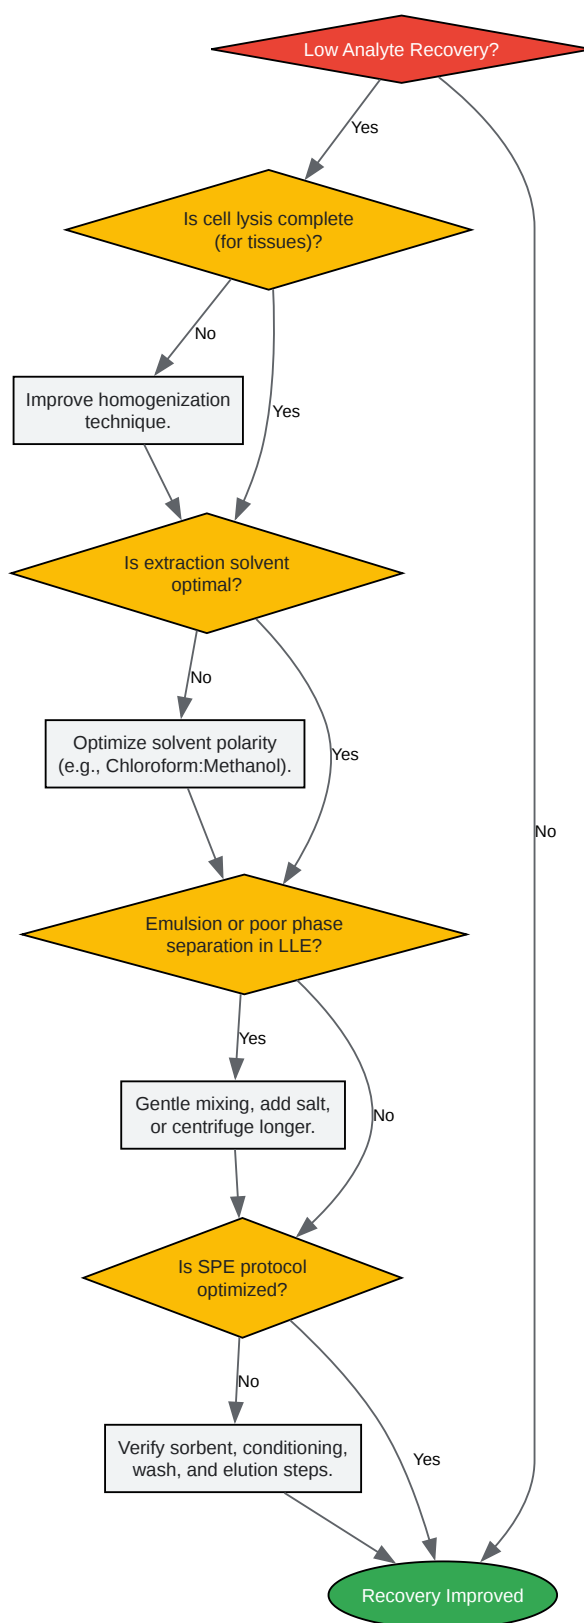 Low Analyte Recovery?
Yes
Is cell lysis complete
(for tissues)?
No
Improve homogenization
technique.
Yes
Is extraction solvent
optimal?
No
Optimize solvent polarity
(e.g., Chloroform:Methanol).
Yes
No
Emulsion or poor phase
separation in LLE?
Yes
Gentle mixing, add salt,
or centrifuge longer.
No
Is SPE protocol
optimized?
No
Verify sorbent, conditioning,
wash, and elution steps.
Yes
Recovery Improved